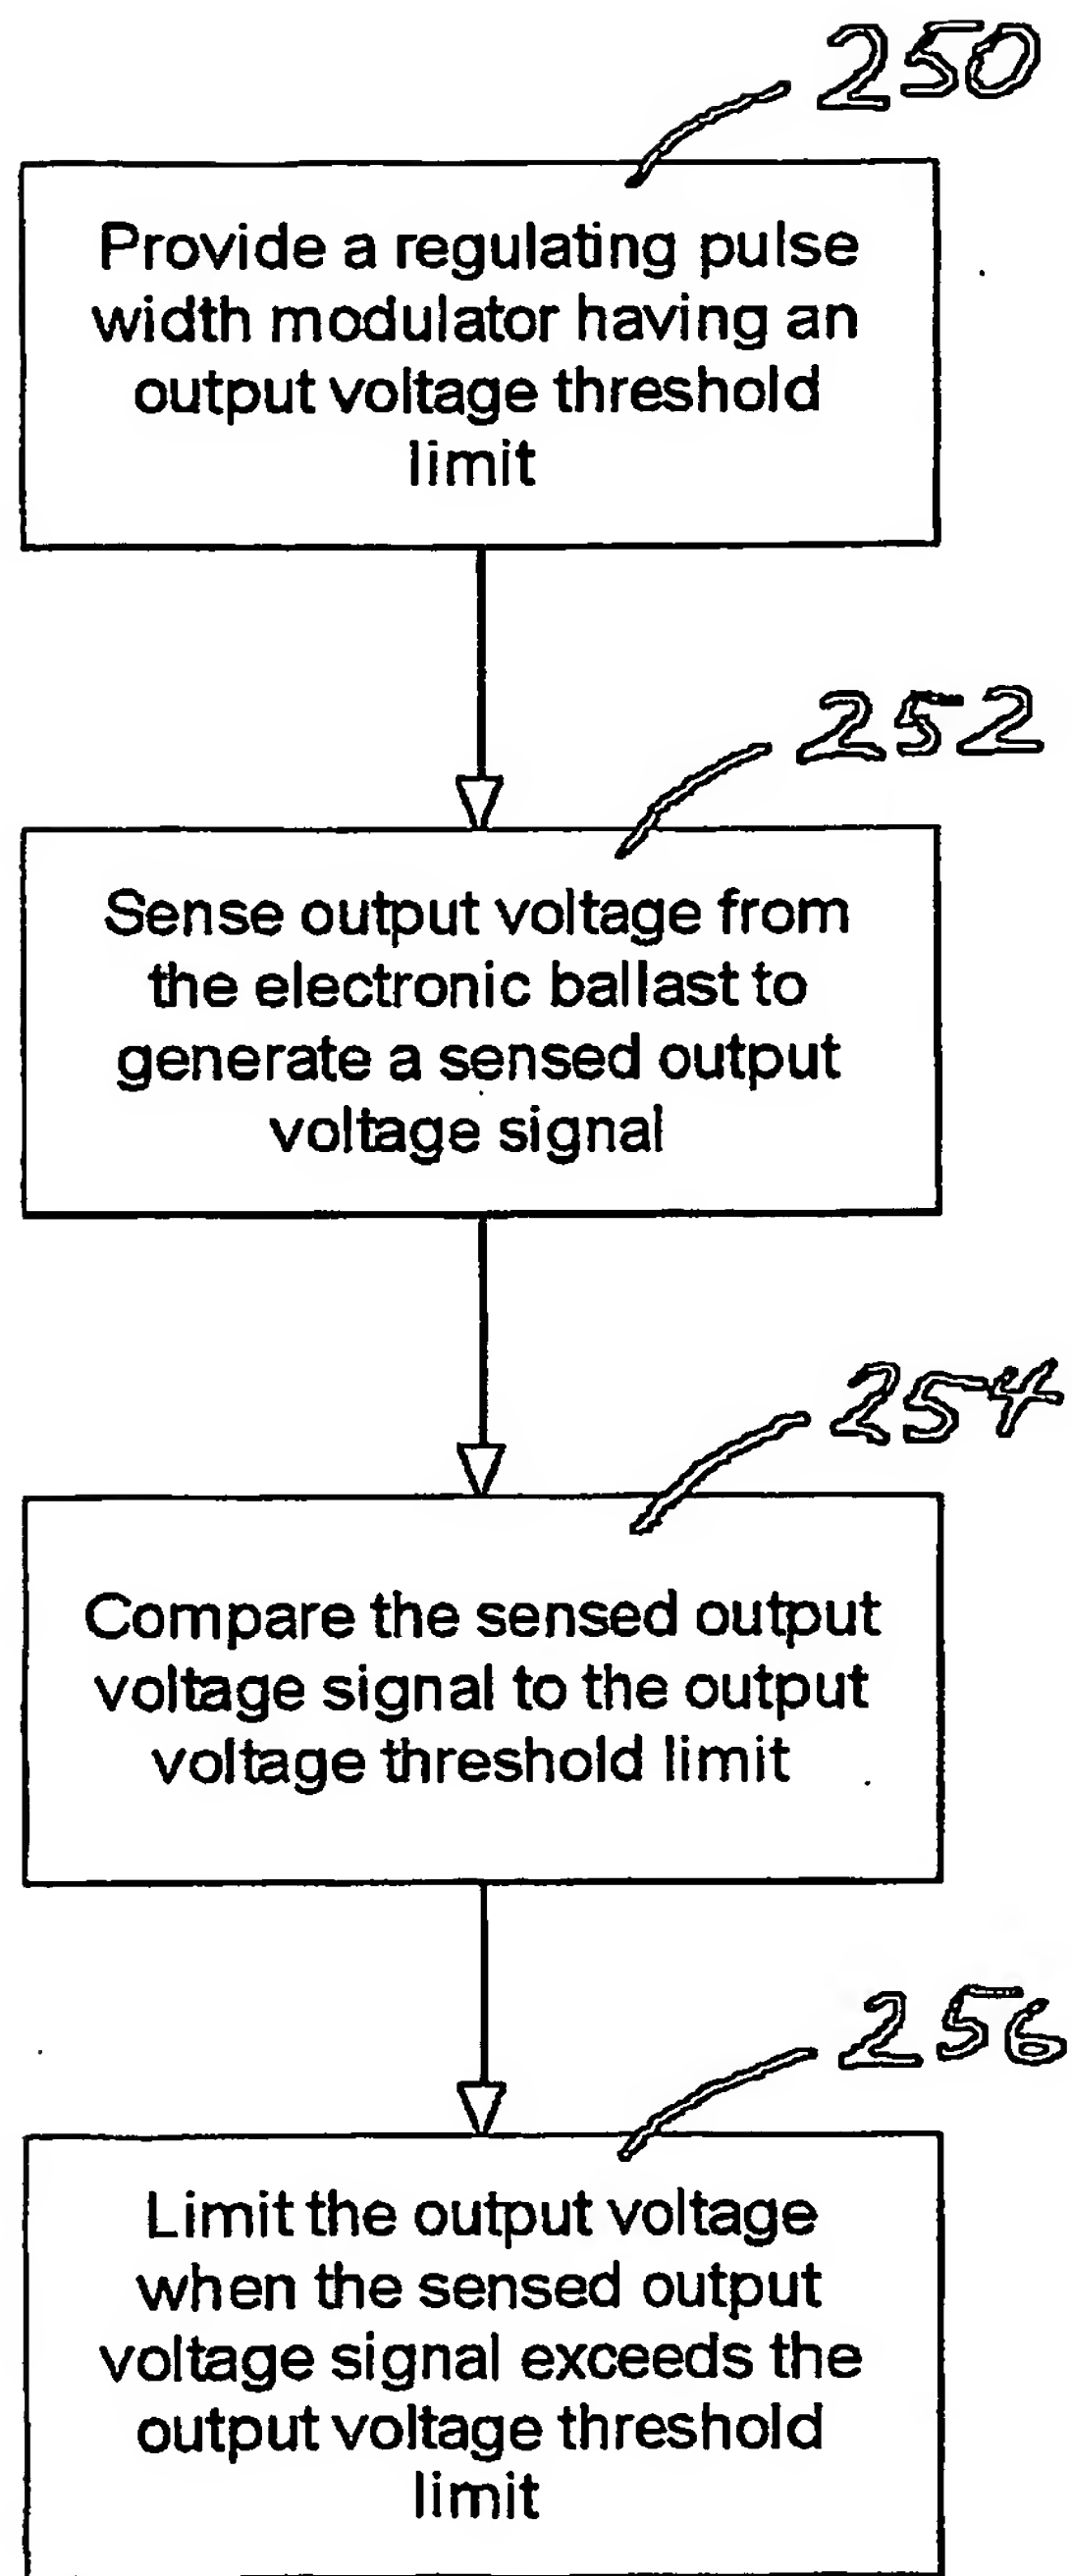 250
Provide a regulating pulse
width modulator having an
output voltage threshold
limit
252
Sense output voltage from
the electronic ballast to
generate a sensed output
voltage signal
254
Compare the sensed output
voltage signal to the output
voltage threshold limit
256
Limit the output voltage
when the sensed output
voltage signal exceeds the
output voltage threshold
limit